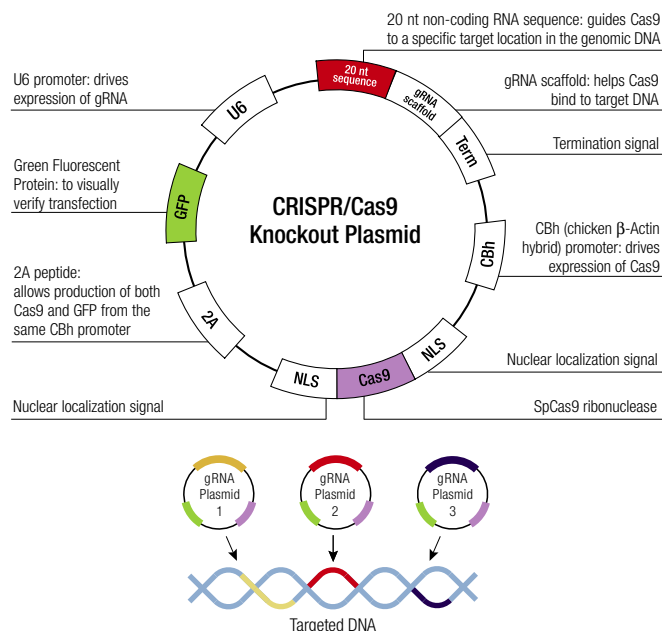 20 nt non-coding RNA sequence: guides Cas9
to a specific target location in the genomic DNA
U6 promoter: drives
expression of gRNA
20 nt
sequence
gRNA
scaffold
gRNA scaffold: helps Cas9
bind to target DNA
U6
Term
Termination signal
Green Fluorescent
Protein: to visually
verify transfection
GFP
CRISPR/Cas9
Knockout Plasmid
CBh
CBh (chicken β-Actin
hybrid) promoter: drives
expression of Cas9
2A peptide:
allows production of both
Cas9 and GFP from the
same CBh promoter
2A
NLS
Cas9
NLS
Nuclear localization signal
Nuclear localization signal
SpCas9 ribonuclease
gRNA
Plasmid
1
gRNA
Plasmid
2
gRNA
Plasmid
3
Targeted DNA